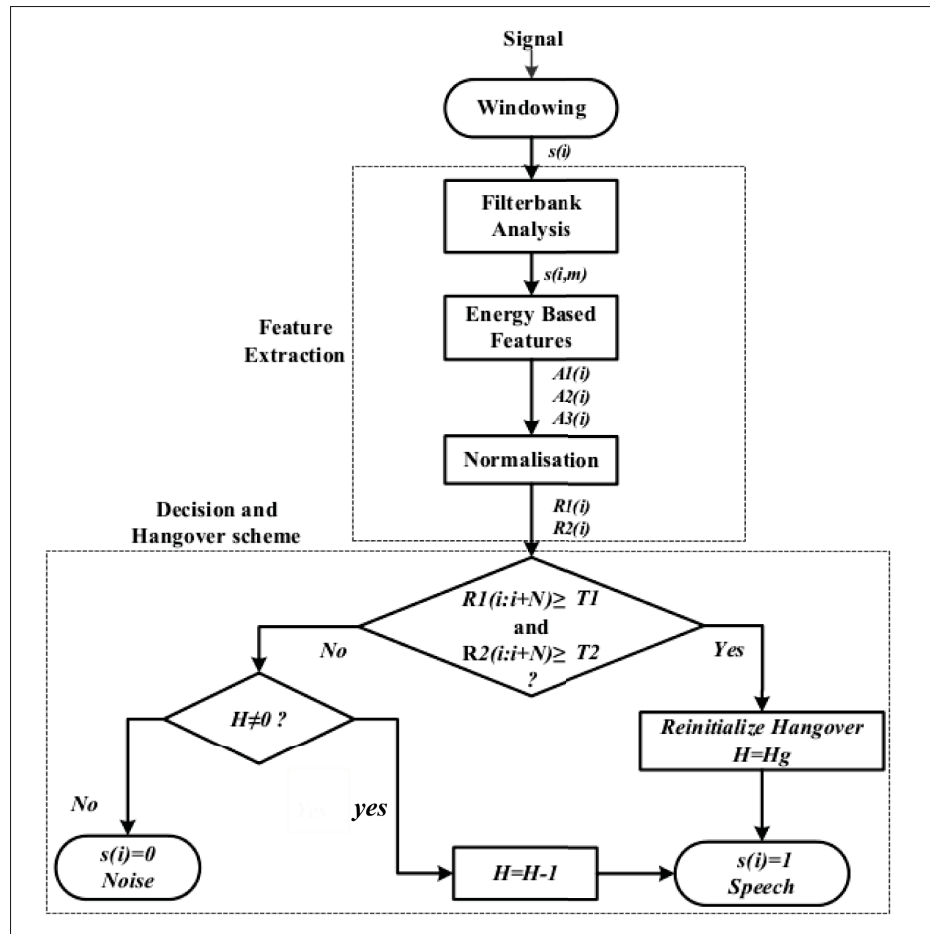 Signal
Windowing
s(i)
Filterbank
Analysis
s(i,m)
Energy Based
Features
Feature
Extraction
A1(i)
A2(i)
A3(i)
Normalisation
R1(i)
R2(i)
Decision and
Hangover scheme
R1(i:i+N)≥ T1
and
R2(i:i+N)≥ T2
?
No
Yes
H≠0 ?
Reinitialize Hangover
H=Hg
No
yes
s(i)=0
Noise
H=H-1
s(i)=1
Speech